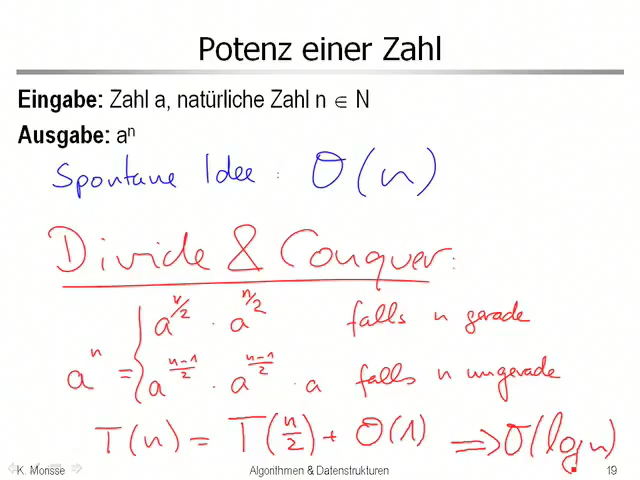 Potenz einer Zahl
Eingabe: Zahl a, natürliche Zahl n ∈ N
Ausgabe: aⁿ
Spontane Idee : O(n)
Divide & Conquer:
a^{n/2} · a^{n/2} falls n gerade
aⁿ = {
a^{(n-1)/2} · a^{(n-1)/2} · a falls n ungerade
T(n) = T(n/2) + O(1) ⇒ O(log n)
K. Morisse Algorithmen & Datenstrukturen 19